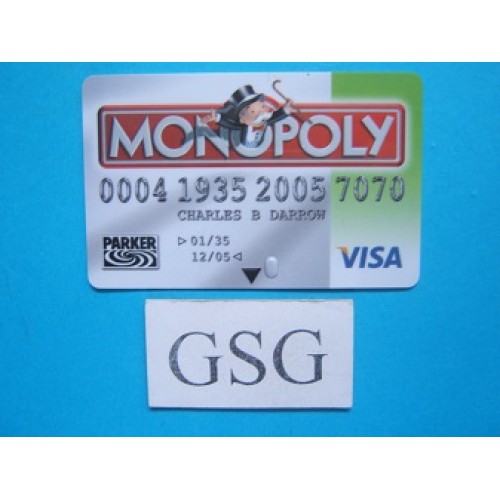 MONOPOLY
0004 1935 2005 7070
CHARLES B DARROW
PARKER
▷01/35
12/05◁
VISA
GSG